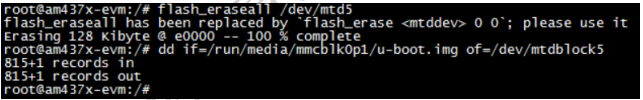 root@am437x-evm:/# flash_eraseall /dev/mtd5
flash_eraseall has been replaced by `flash_erase <mtddev> 0 0`; please use it
Erasing 128 Kibyte @ e0000 -- 100 % complete
root@am437x-evm:/# dd if=/run/media/mmcblk0p1/u-boot.img of=/dev/mtdblock5
815+1 records in
815+1 records out
root@am437x-evm:/#